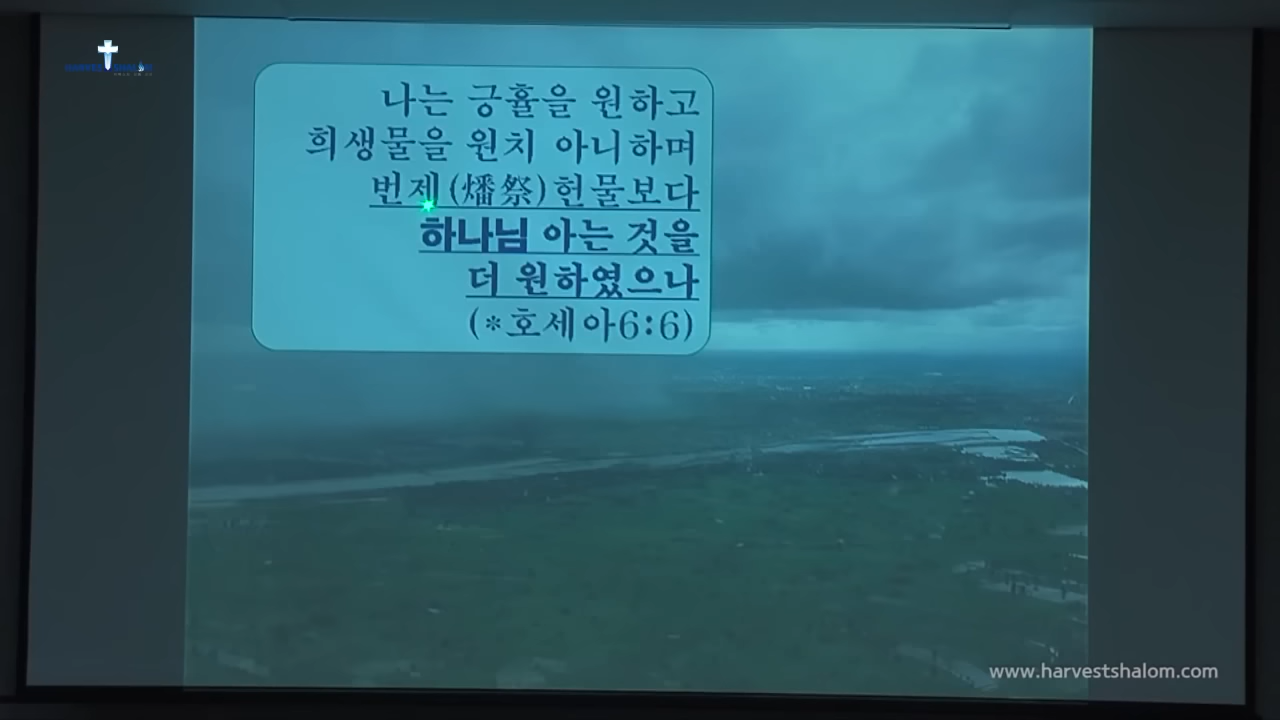 HARVEST SHALOM
나는 긍휼을 원하고
희생물을 원치 아니하며
번제(燔祭)헌물보다
하나님 아는 것을
더 원하였으나
(*호세아6:6)
www.harvestshalom.com